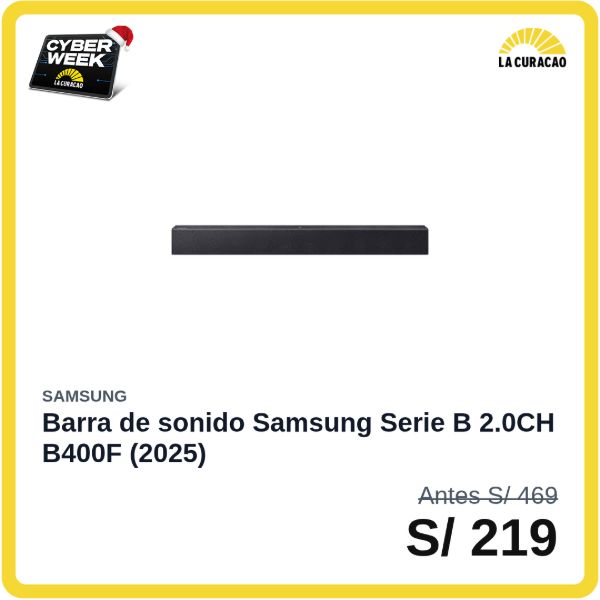 CYBER
WEEK
LA CURACAO
LA CURACAO
SAMSUNG
Barra de sonido Samsung Serie B 2.0CH
B400F (2025)
Antes S/ 469
S/ 219